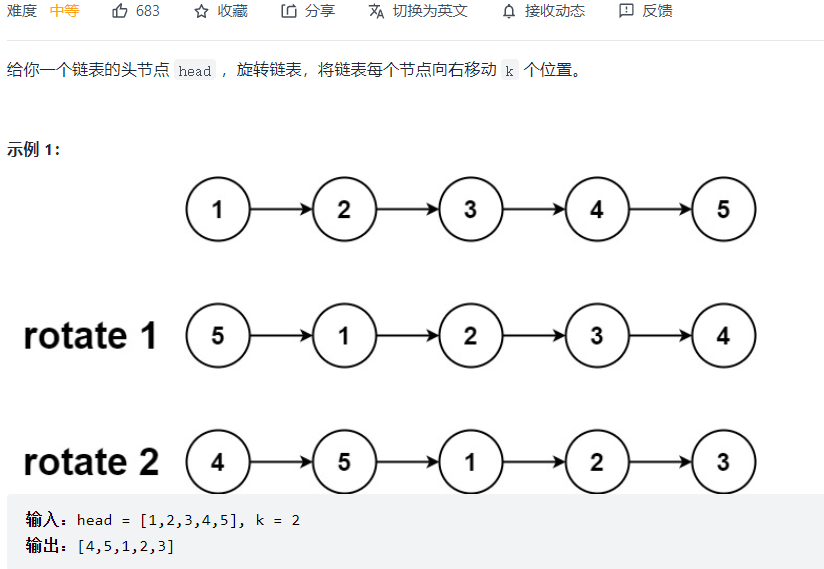 难度 中等 683 收藏 分享 切换为英文 接收动态 反馈
给你一个链表的头节点 head ，旋转链表，将链表每个节点向右移动 k 个位置。
示例 1：
1 2 3 4 5
rotate 1 5 1 2 3 4
rotate 2 4 5 1 2 3
输入：head = [1,2,3,4,5], k = 2
输出：[4,5,1,2,3]